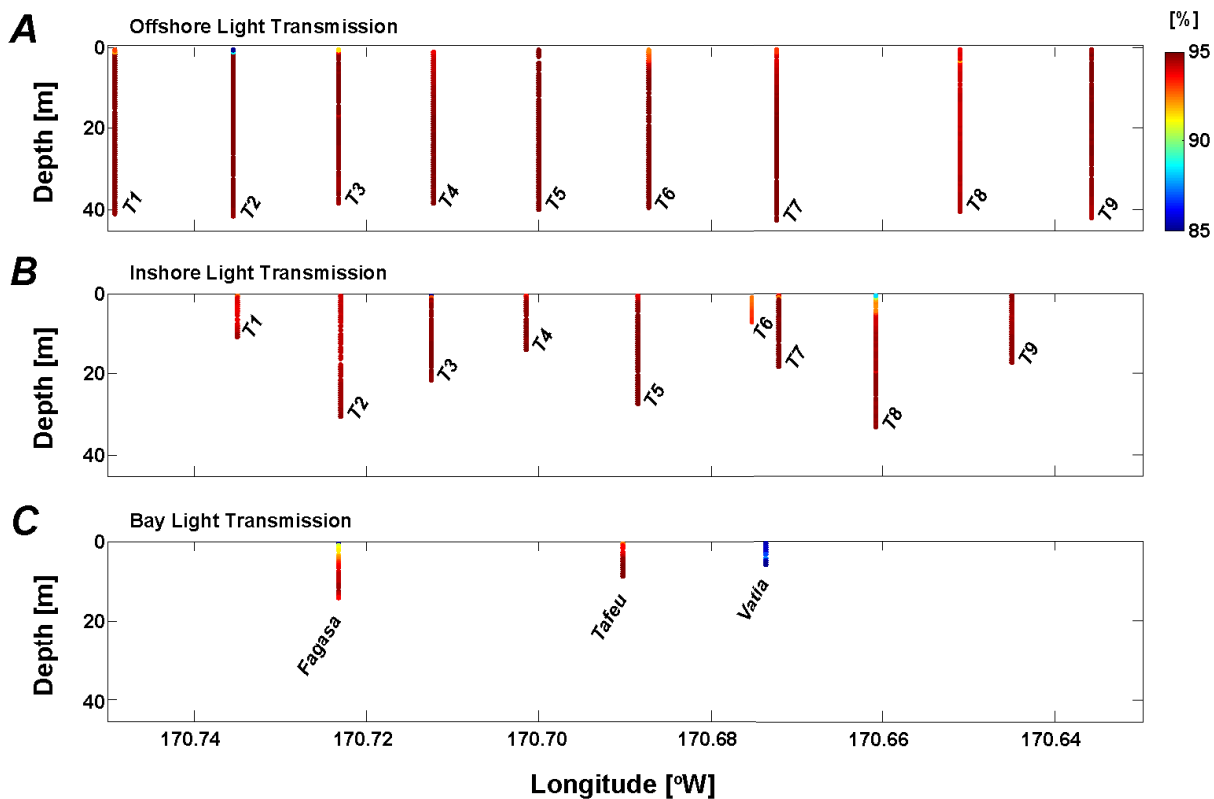 A
Offshore Light Transmission
[%]
Depth [m]
0
20
40
T1
T2
T3
T4
T5
T6
T7
T8
T9
95
90
85
B
Inshore Light Transmission
Depth [m]
0
20
40
T1
T2
T3
T4
T5
T6
T7
T8
T9
C
Bay Light Transmission
Depth [m]
0
20
40
Fagasa
Tafeu
Vatia
170.74
170.72
170.70
170.68
170.66
170.64
Longitude [ºW]